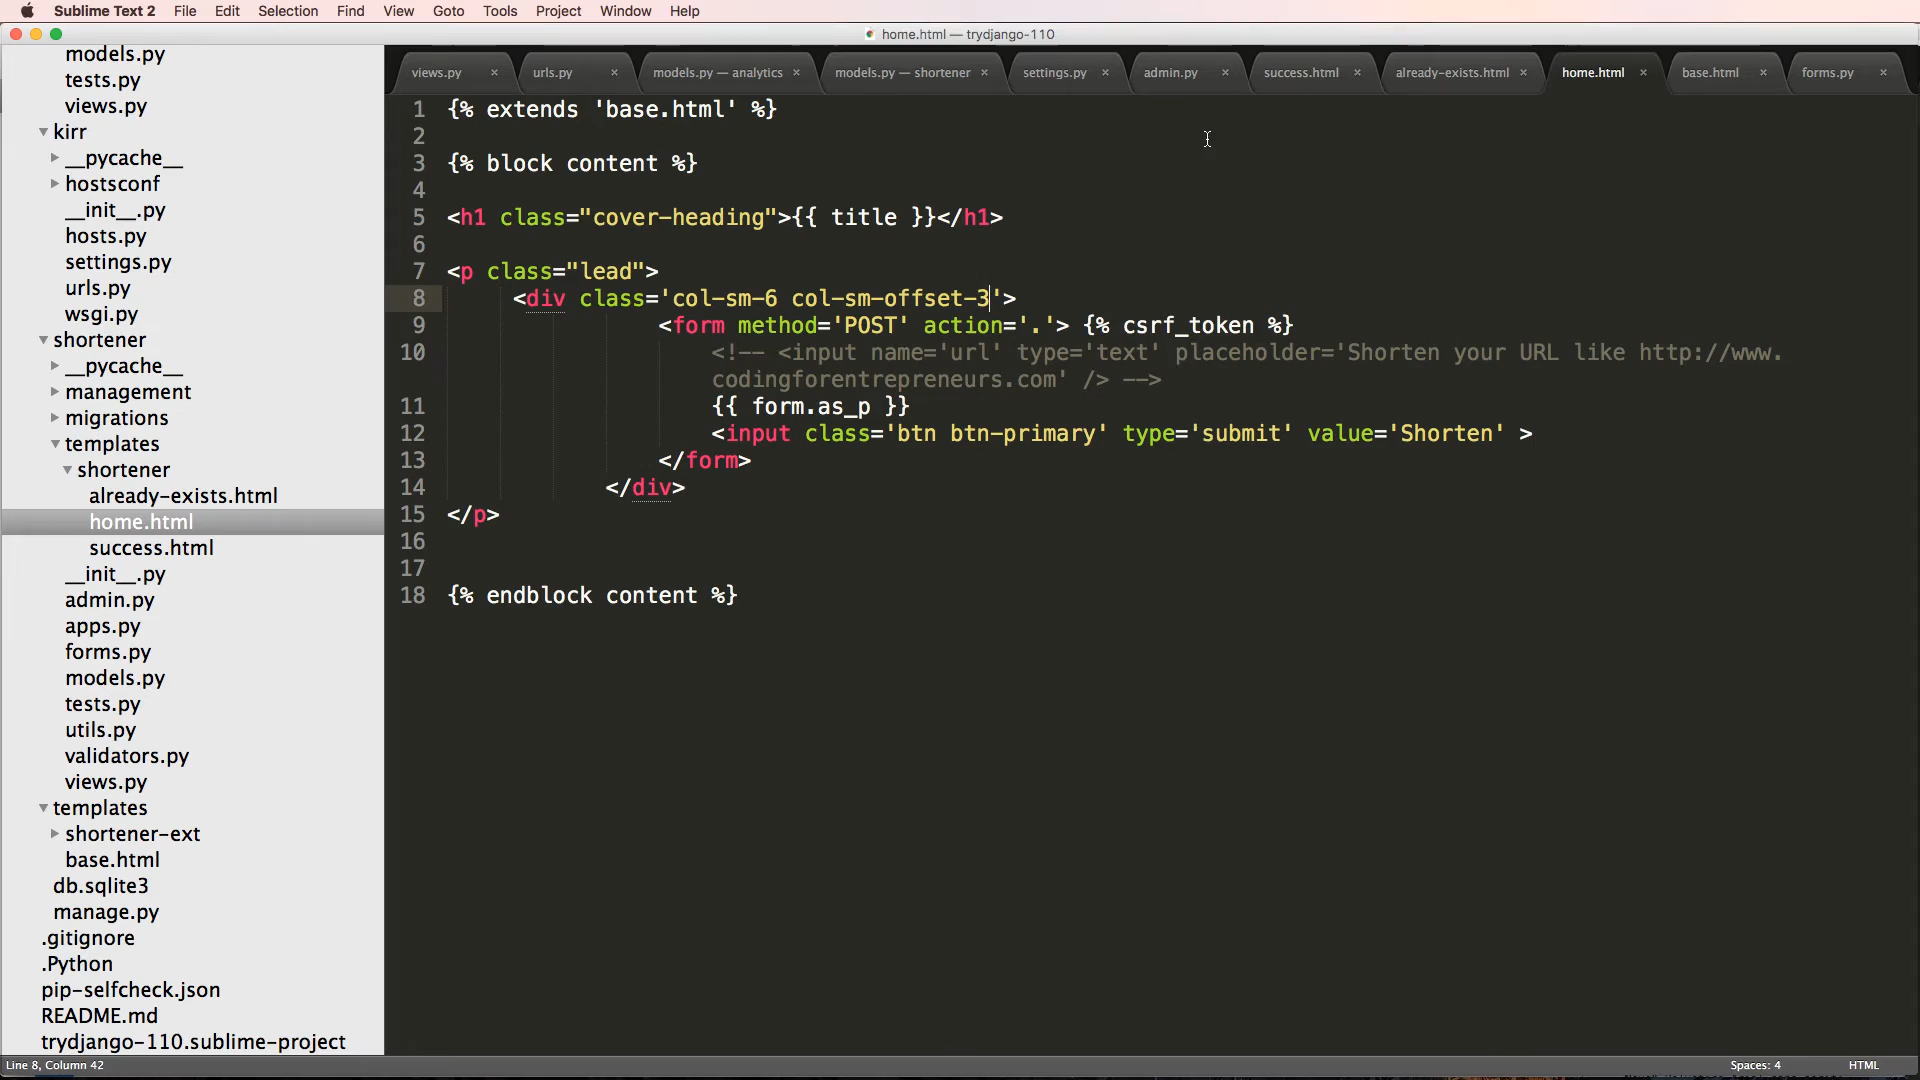 Sublime Text 2 File Edit Selection Find View Goto Tools Project Window Help
home.html — trydjango-110
views.py × urls.py × models.py — analytics × models.py — shortener × settings.py × admin.py × success.html × already-exists.html × home.html × base.html × forms.py ×
models.py
tests.py
views.py
kirr
__pycache__
hostsconf
__init__.py
hosts.py
settings.py
urls.py
wsgi.py
shortener
__pycache__
management
migrations
templates
shortener
already-exists.html
home.html
success.html
__init__.py
admin.py
apps.py
forms.py
models.py
tests.py
utils.py
validators.py
views.py
templates
shortener-ext
base.html
db.sqlite3
manage.py
.gitignore
.Python
pip-selfcheck.json
README.md
trydjango-110.sublime-project
1 {% extends 'base.html' %}
2
3 {% block content %}
4
5 <h1 class="cover-heading">{{ title }}</h1>
6
7 <p class="lead">
8 <div class='col-sm-6 col-sm-offset-3'>
9 <form method='POST' action='.'> {% csrf_token %}
10 <!-- <input name='url' type='text' placeholder='Shorten your URL like http://www.
codingforentrepreneurs.com' /> -->
11 {{ form.as_p }}
12 <input class='btn btn-primary' type='submit' value='Shorten' >
13 </form>
14 </div>
15 </p>
16
17
18 {% endblock content %}
Line 8, Column 42 Spaces: 4 HTML